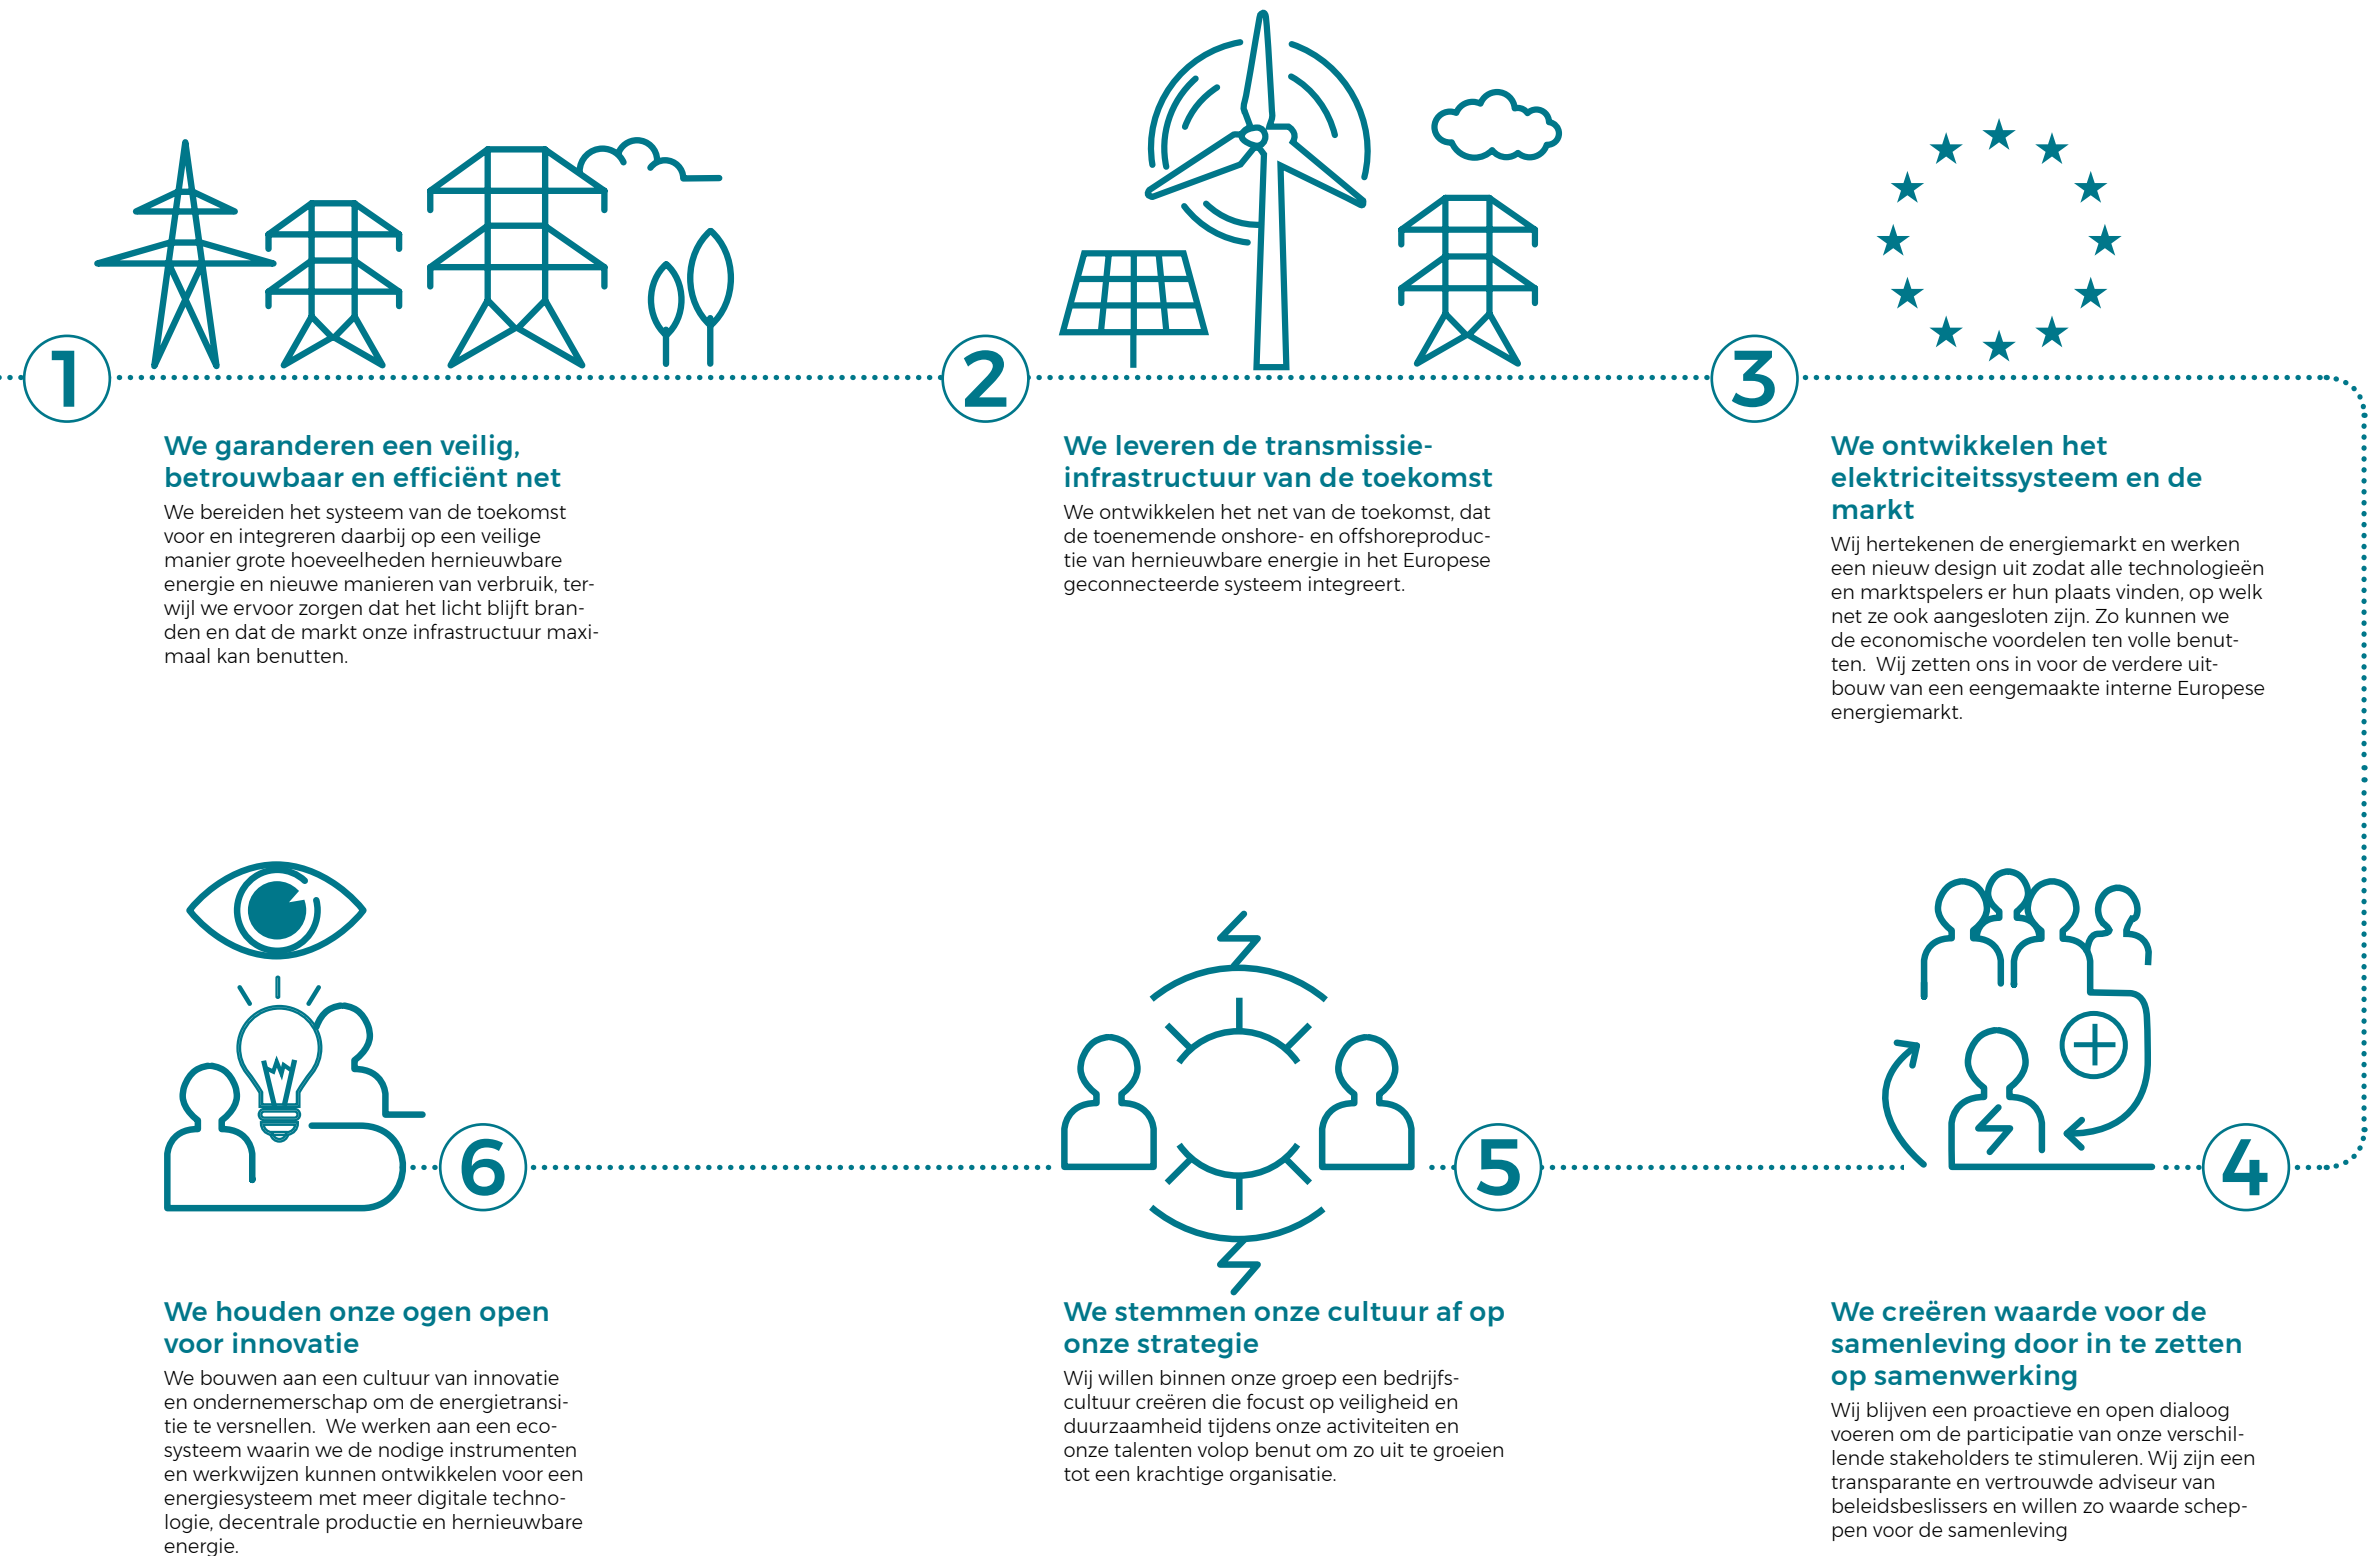 1
We garanderen een veilig,
betrouwbaar en efficiënt net
We bereiden het systeem van de toekomst
voor en integreren daarbij op een veilige
manier grote hoeveelheden hernieuwbare
energie en nieuwe manieren van verbruik, ter-
wijl we ervoor zorgen dat het licht blijft bran-
den en dat de markt onze infrastructuur maxi-
maal kan benutten.
2
We leveren de transmissie-
infrastructuur van de toekomst
We ontwikkelen het net van de toekomst, dat
de toenemende onshore- en offshoreproduc-
tie van hernieuwbare energie in het Europese
geconnecteerde systeem integreert.
3
We ontwikkelen het
elektriciteitssysteem en de
markt
Wij hertekenen de energiemarkt en werken
een nieuw design uit zodat alle technologieën
en marktspelers er hun plaats vinden, op welk
net ze ook aangesloten zijn. Zo kunnen we
de economische voordelen ten volle benut-
ten.  Wij zetten ons in voor de verdere uit-
bouw van een eengemaakte interne Europese
energiemarkt.
4
We creëren waarde voor de
samenleving door in te zetten
op samenwerking
Wij blijven een proactieve en open dialoog
voeren om de participatie van onze verschil-
lende stakeholders te stimuleren. Wij zijn een
transparante en vertrouwde adviseur van
beleidsbeslissers en willen zo waarde schep-
pen voor de samenleving
5
We stemmen onze cultuur af op
onze strategie
Wij willen binnen onze groep een bedrijfs-
cultuur creëren die focust op veiligheid en
duurzaamheid tijdens onze activiteiten en
onze talenten volop benut om zo uit te groeien
tot een krachtige organisatie.
6
We houden onze ogen open
voor innovatie
We bouwen aan een cultuur van innovatie
en ondernemerschap om de energietransi-
tie te versnellen.  We werken aan een eco-
systeem waarin we de nodige instrumenten
en werkwijzen kunnen ontwikkelen voor een
energiesysteem met meer digitale techno-
logie, decentrale productie en hernieuwbare
energie.